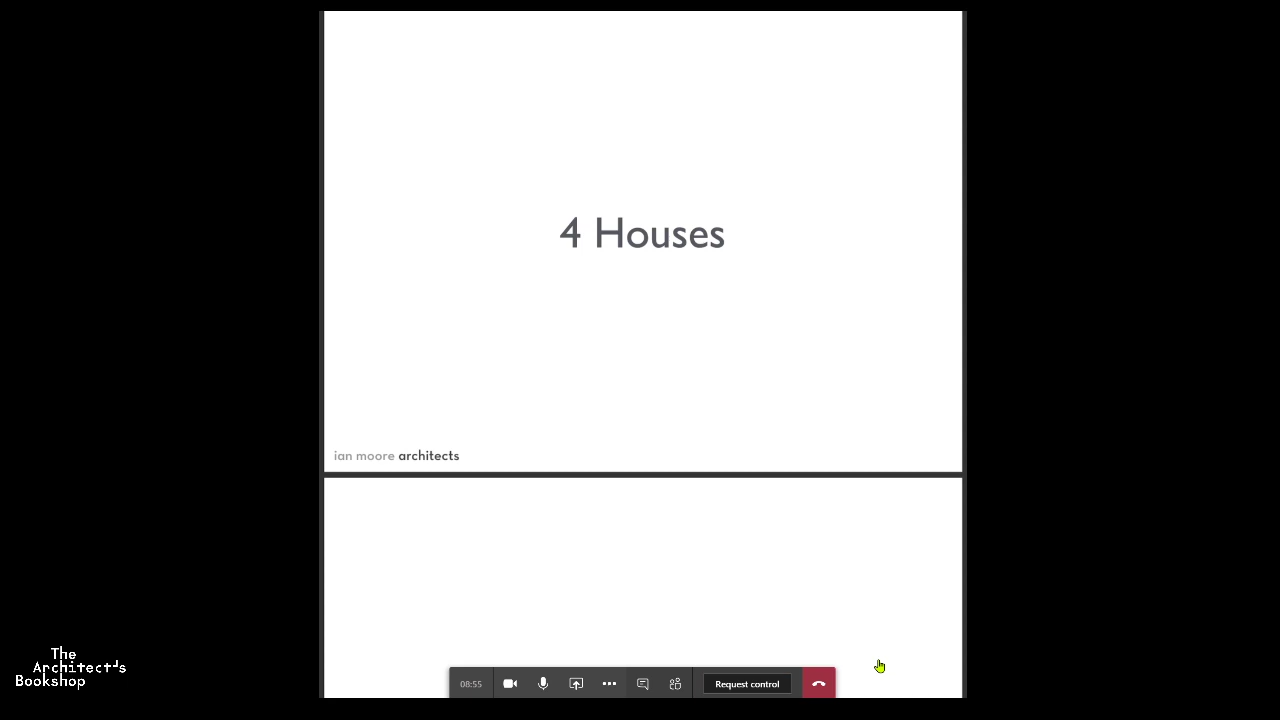 4 Houses
ian moore architects
The
Architect's
Bookshop
08:55
Request control